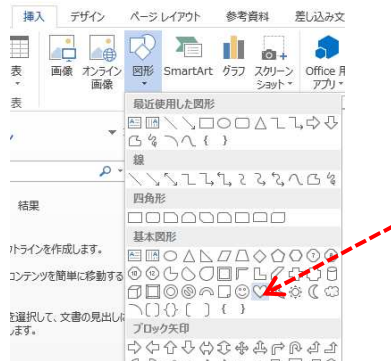 挿入 デザイン ページ レイアウト 参考資料 差し込み文
表 画像 オンライン 画像 図形 SmartArt グラフ スクリーン ショット Office 用 アプリ
表
最近使用した図形
線
四角形
結果
基本図形
トラインを作成します。
コンテンツを簡単に移動する
を選択して、文書の見出し
します。
ブロック矢印